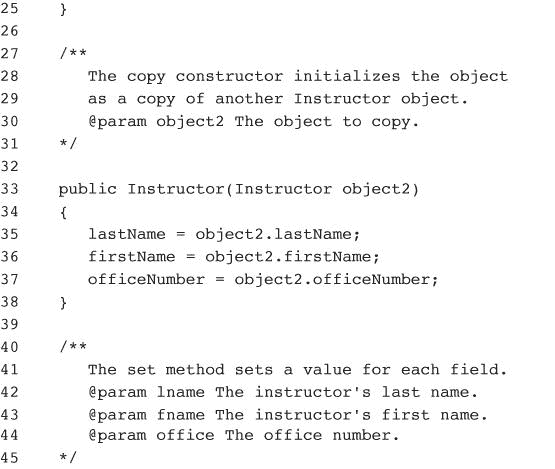 25    }
26
27    /**
28       The copy constructor initializes the object
29       as a copy of another Instructor object.
30       @param object2 The object to copy.
31    */
32
33    public Instructor(Instructor object2)
34    {
35       lastName = object2.lastName;
36       firstName = object2.firstName;
37       officeNumber = object2.officeNumber;
38    }
39
40    /**
41       The set method sets a value for each field.
42       @param lname The instructor's last name.
43       @param fname The instructor's first name.
44       @param office The office number.
45    */